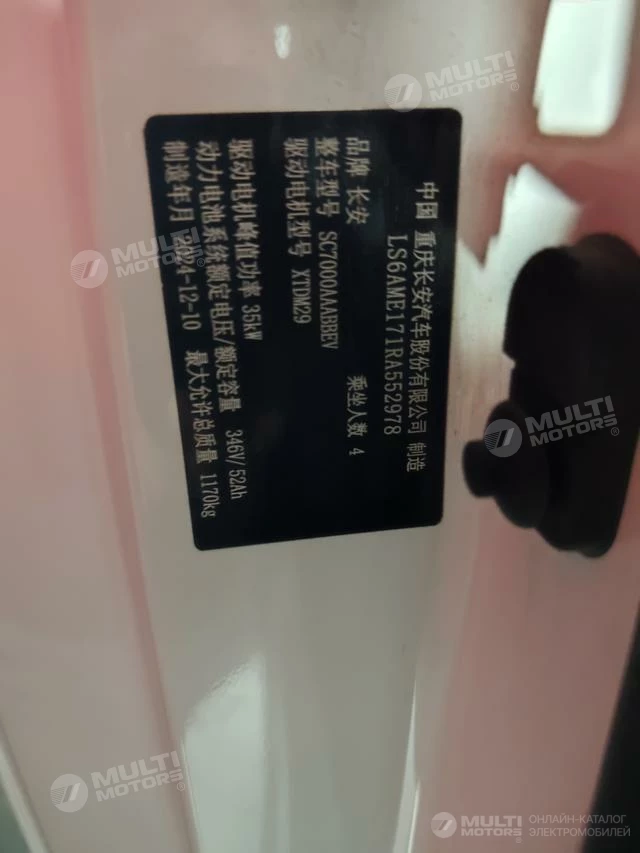 中国 重庆长安汽车股份有限公司 制造
LS6AME171RA552978
品牌 长安
整车型号 SC7000AAABBEV 乘坐人数 4
驱动电机型号 XTDM29
驱动电机峰值功率 35kW
动力电池系统额定电压/额定容量 346V/52Ah
制造年月 2024-12-10 最大允许总质量 1170kg
MULTI MOTORS®
MULTI MOTORS®
MULTI MOTORS®
MULTI MOTORS®
MULTI MOTORS® ОНЛАЙН-КАТАЛОГ ЭЛЕКТРОМОБИЛЕЙ